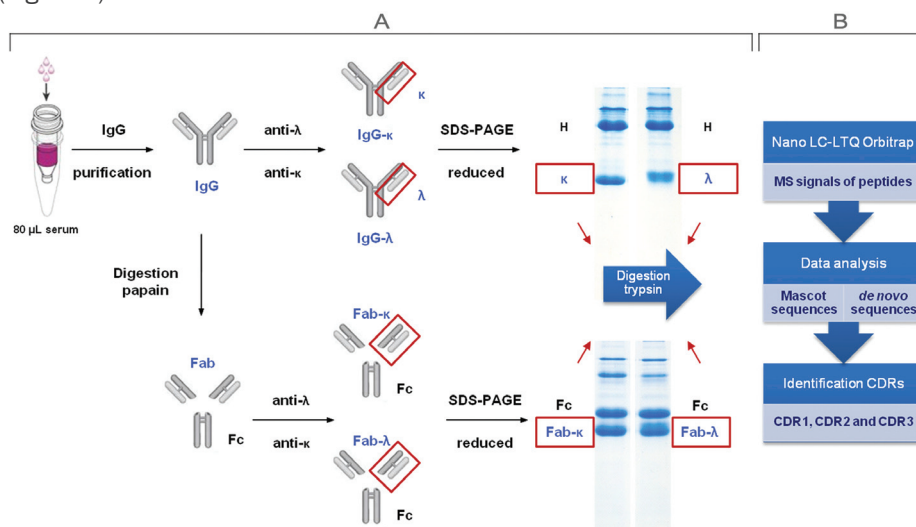 A
B
IgG
purification
80 µL serum
IgG
anti-λ
anti-κ
κ
IgG-κ
λ
IgG-λ
SDS-PAGE
reduced
H
H
κ
λ
Digestion
papain
Digestion
trypsin
Fab
Fc
anti-λ
anti-κ
Fab-κ
Fc
Fab-λ
Fc
SDS-PAGE
reduced
Fc
Fc
Fab-κ
Fab-λ
Nano LC-LTQ Orbitrap
MS signals of peptides
Data analysis
Mascot
sequences
de novo
sequences
Identification CDRs
CDR1, CDR2 and CDR3